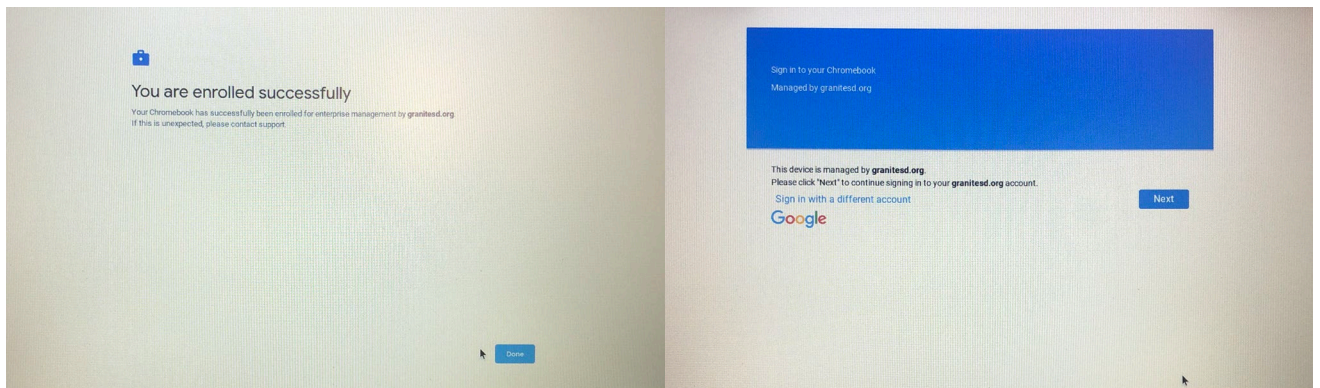 You are enrolled successfully
Your Chromebook has successfully been enrolled for enterprise management by granitesd.org.
If this is unexpected, please contact support.
Done
Sign in to your Chromebook
Managed by granitesd.org
This device is managed by granitesd.org.
Please click "Next" to continue signing in to your granitesd.org account.
Sign in with a different account
Next
Google